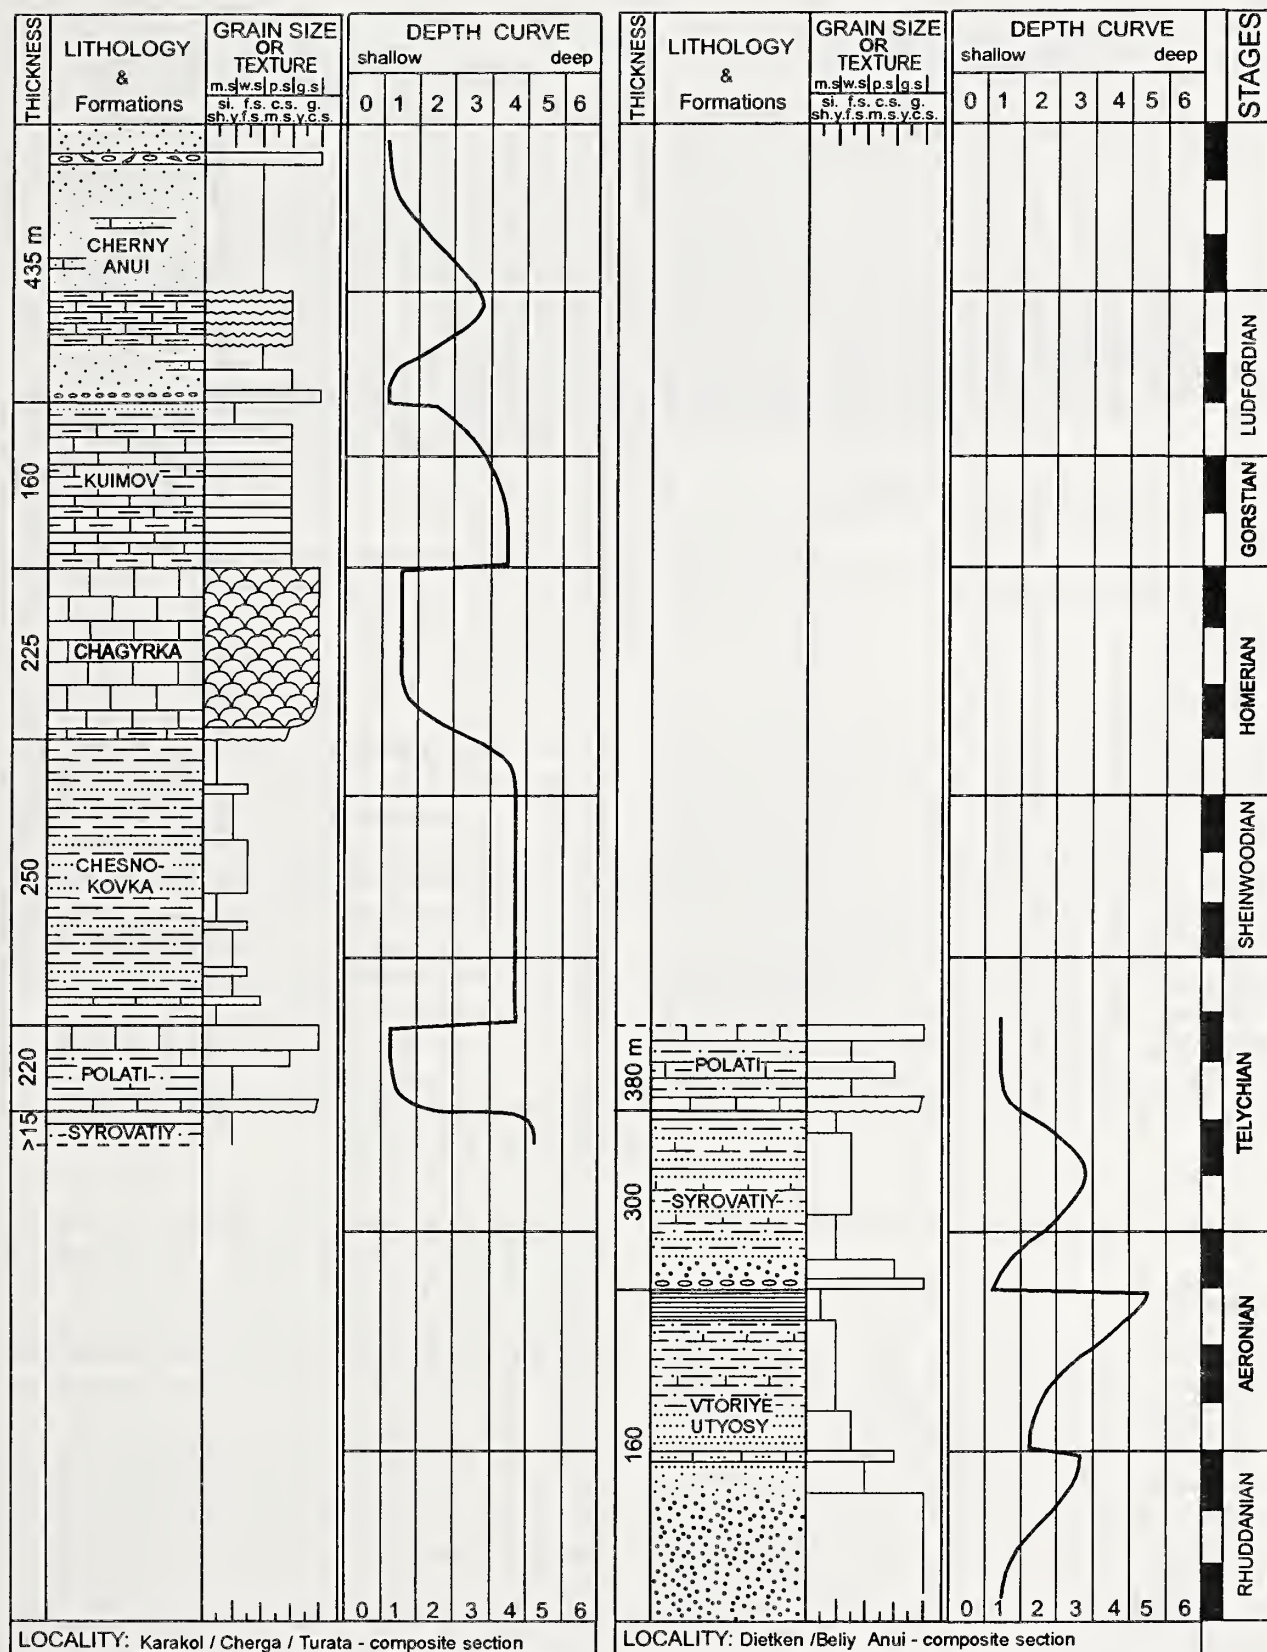 THICKNESS
LITHOLOGY
&
Formations
GRAIN SIZE
OR
TEXTURE
m.s w.s p.s g.s
si. f.s. c.s. g.
sh.y.f.s.m.s.y.c.s.
DEPTH CURVE
shallow deep
0 1 2 3 4 5 6
435 m
CHERNY
ANUI
160
KUIMOV
225
CHAGYRKA
250
CHESNO-
KOVKA
220
POLATI
>15
SYROVATIY
0 1 2 3 4 5 6
LOCALITY: Karakol / Cherga / Turata - composite section
THICKNESS
LITHOLOGY
&
Formations
GRAIN SIZE
OR
TEXTURE
m.s w.s p.s g.s
si. f.s. c.s. g.
sh.y.f.s.m.s.y.c.s.
DEPTH CURVE
shallow deep
0 1 2 3 4 5 6
STAGES
LUDFORDIAN
GORSTIAN
HOMERIAN
SHEINWOODIAN
TELYCHIAN
AERONIAN
RHUDDANIAN
380 m
POLATI
300
SYROVATIY
160
VTORIYE
UTYOSY
0 1 2 3 4 5 6
LOCALITY: Dietken /Beliy Anui - composite section